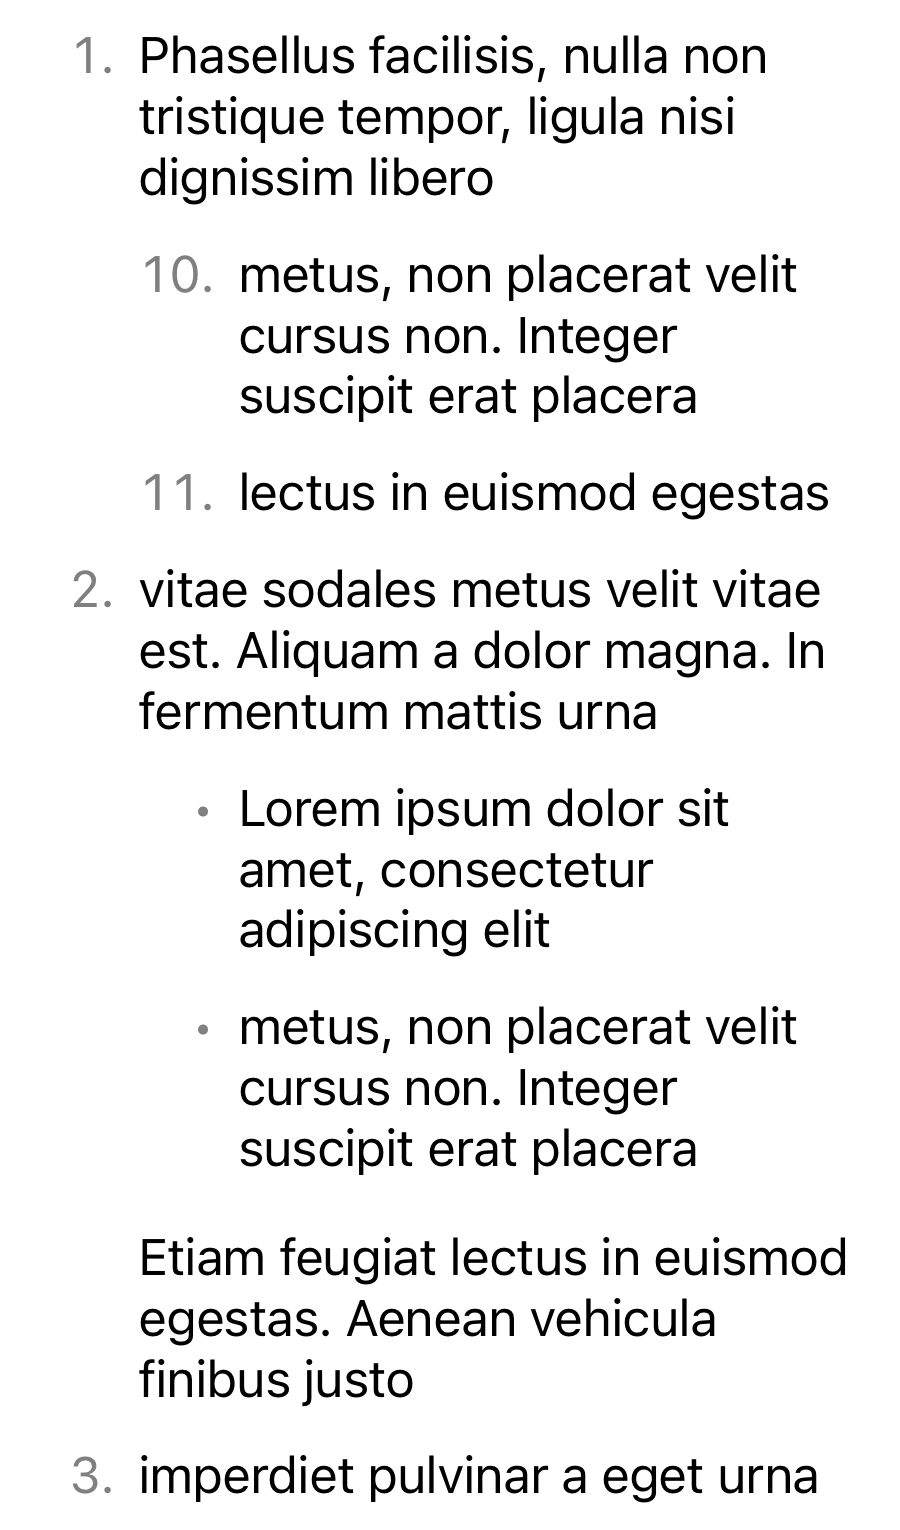 1. Phasellus facilisis, nulla non
tristique tempor, ligula nisi
dignissim libero
10. metus, non placerat velit
cursus non. Integer
suscipit erat placera
11. lectus in euismod egestas
2. vitae sodales metus velit vitae
est. Aliquam a dolor magna. In
fermentum mattis urna
• Lorem ipsum dolor sit
amet, consectetur
adipiscing elit
• metus, non placerat velit
cursus non. Integer
suscipit erat placera
Etiam feugiat lectus in euismod
egestas. Aenean vehicula
finibus justo
3. imperdiet pulvinar a eget urna